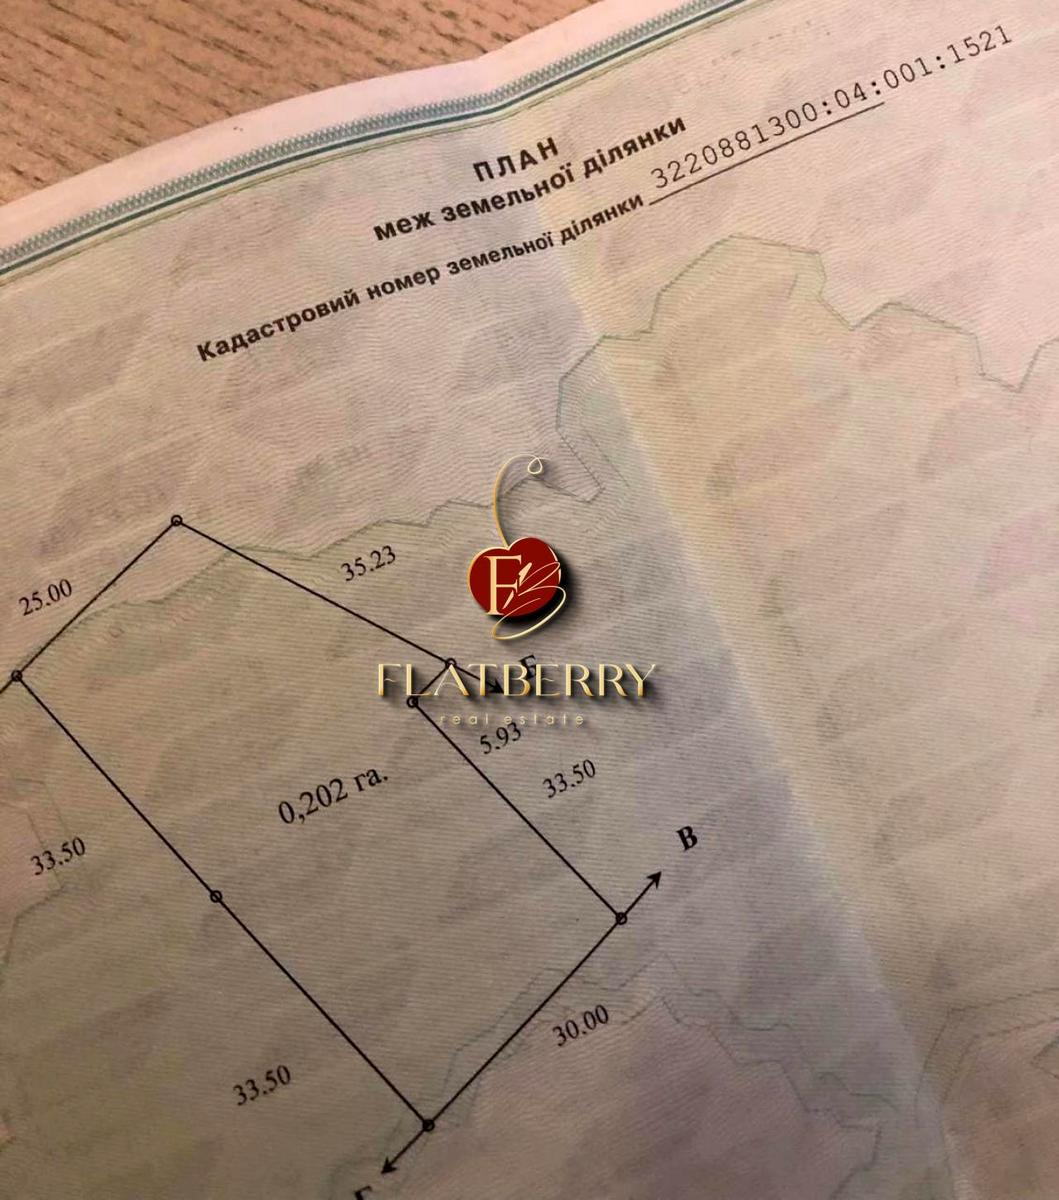 ПЛАН
меж земельної ділянки
Кадастровий номер земельної ділянки 3220881300:04:001:1521
25.00
35.23
Б
FLATBERRY
real estate
5.93
33.50
0,202 га.
В
33.50
30.00
33.50
Г